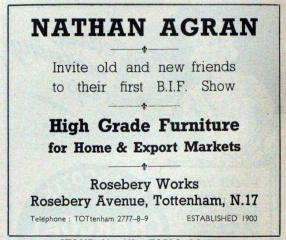 NATHAN AGRAN
Invite old and new friends
to their first B.I.F. Show
High Grade Furniture
for Home & Export Markets
Rosebery Works
Rosebery Avenue, Tottenham, N.17
Telephone : TOTtenham 2777-8-9 ESTABLISHED 1900